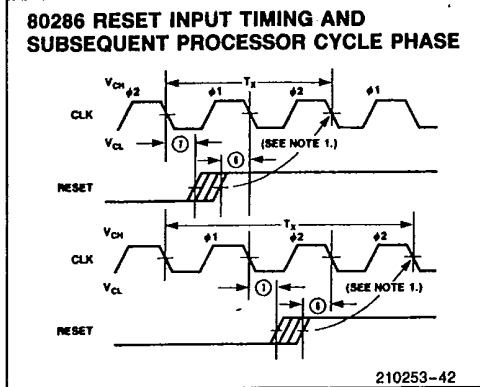 80286 RESET INPUT TIMING AND
SUBSEQUENT PROCESSOR CYCLE PHASE
VCH
TX
φ2 φ1 φ2 φ1
CLK
VCL
7 6 (SEE NOTE 1.)
RESET
TX
VCH
φ1 φ2 φ2
CLK
VCL
7 6 (SEE NOTE 1.)
RESET
210253-42